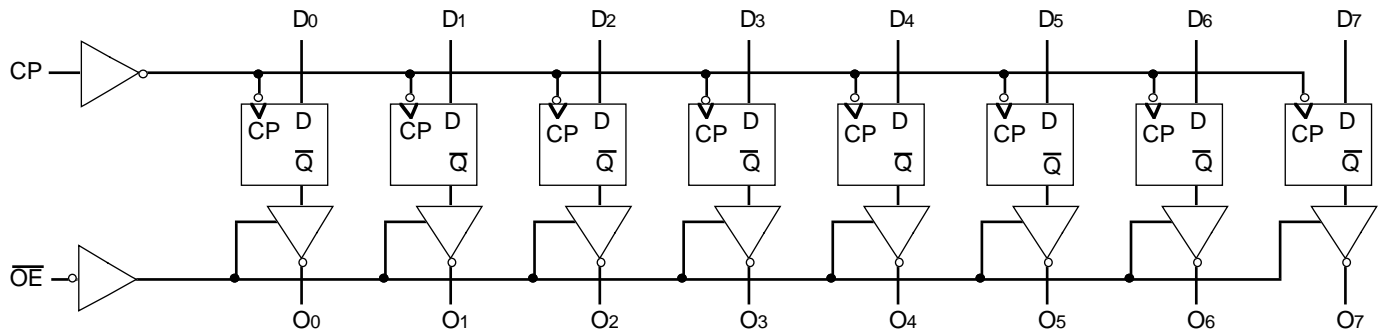 D0 D1 D2 D3 D4 D5 D6 D7
CP
D D D D D D D D
CP CP CP CP CP CP CP CP
Q̅ Q̅ Q̅ Q̅ Q̅ Q̅ Q̅ Q̅
O̅E̅
O0 O1 O2 O3 O4 O5 O6 O7